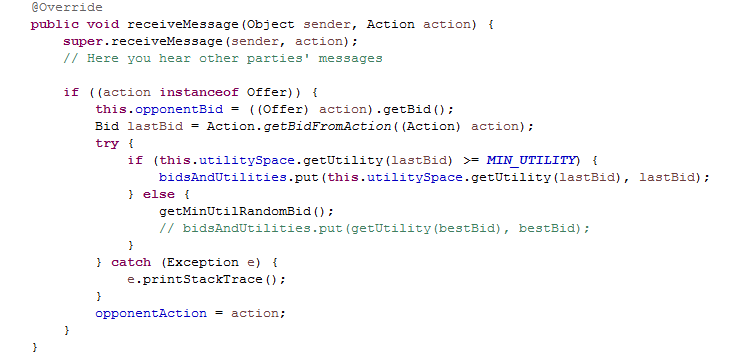 @Override
public void receiveMessage(Object sender, Action action) {
super.receiveMessage(sender, action);
// Here you hear other parties' messages
if ((action instanceof Offer)) {
this.opponentBid = ((Offer) action).getBid();
Bid lastBid = Action.getBidFromAction((Action) action);
try {
if (this.utilitySpace.getUtility(lastBid) >= MIN_UTILITY) {
bidsAndUtilities.put(this.utilitySpace.getUtility(lastBid), lastBid);
} else {
getMinUtilRandomBid();
// bidsAndUtilities.put(getUtility(bestBid), bestBid);
}
} catch (Exception e) {
e.printStackTrace();
}
opponentAction = action;
}
}